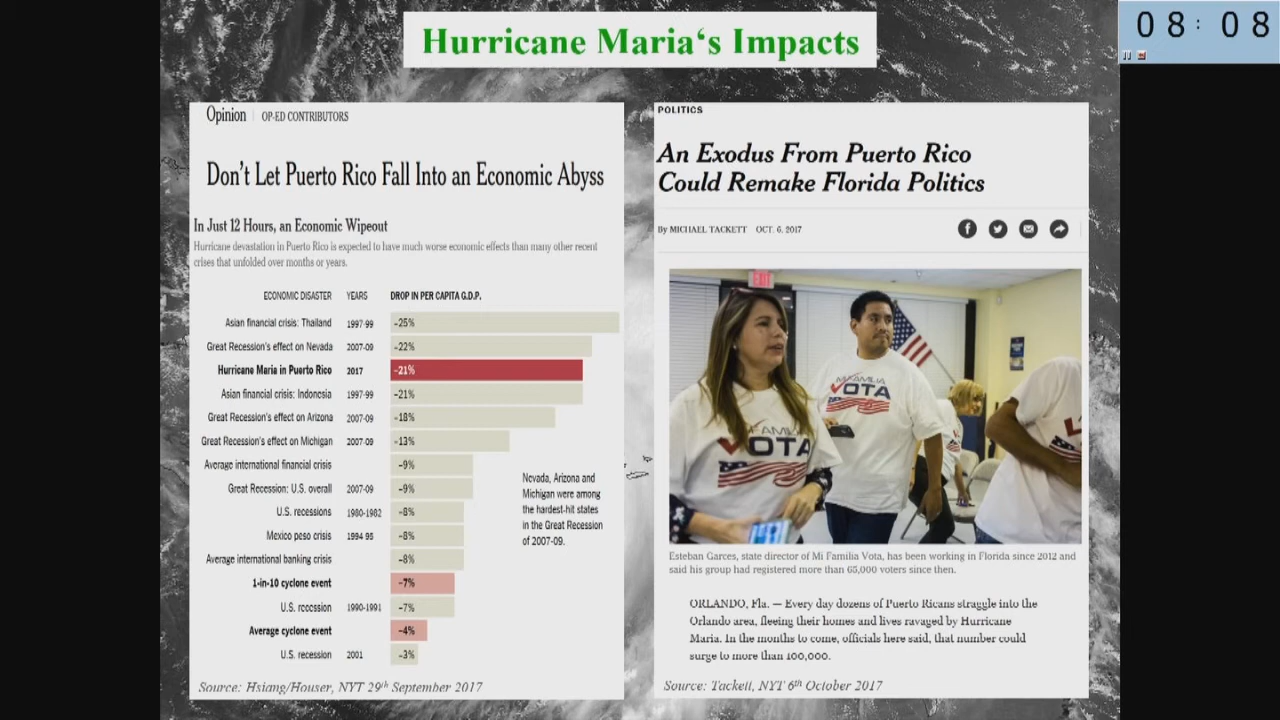 Hurricane Maria‘s Impacts
08:08
Opinion | OP-ED CONTRIBUTORS
Don't Let Puerto Rico Fall Into an Economic Abyss
In Just 12 Hours, an Economic Wipeout
Hurricane devastation in Puerto Rico is expected to have much worse economic effects than many other recent
crises that unfolded over months or years.
ECONOMIC DISASTER YEARS DROP IN PER CAPITA G.D.P.
Asian financial crisis: Thailand 1997-99 –25%
Great Recession's effect on Nevada 2007-09 –22%
Hurricane Maria in Puerto Rico 2017 –21%
Asian financial crisis: Indonesia 1997-99 –21%
Great Recession's effect on Arizona 2007-09 –18%
Great Recession's effect on Michigan 2007-09 –13%
Average international financial crisis –9%
Great Recession: U.S. overall 2007-09 –9%
U.S. recessions 1980-1982 –8%
Mexico peso crisis 1994 95 –8%
Average international banking crisis –8%
1-in-10 cyclone event –7%
U.S. recession 1990-1991 –7%
Average cyclone event –4%
U.S. recession 2001 –3%
Nevada, Arizona and
Michigan were among
the hardest-hit states
in the Great Recession
of 2007-09.
Source: Hsiang/Houser, NYT 29th September 2017
POLITICS
An Exodus From Puerto Rico
Could Remake Florida Politics
By MICHAEL TACKETT OCT. 6, 2017
EXIT
MI FAMILIA
VOTA
FAMILIA
VOTA
Esteban Garces, state director of Mi Familia Vota, has been working in Florida since 2012 and
said his group had registered more than 65,000 voters since then.
ORLANDO, Fla. — Every day dozens of Puerto Ricans struggle into the
Orlando area, fleeing their homes and lives ravaged by Hurricane
Maria. In the months to come, officials here said, that number could
surge to more than 100,000.
Source: Tackett, NYT 6th October 2017